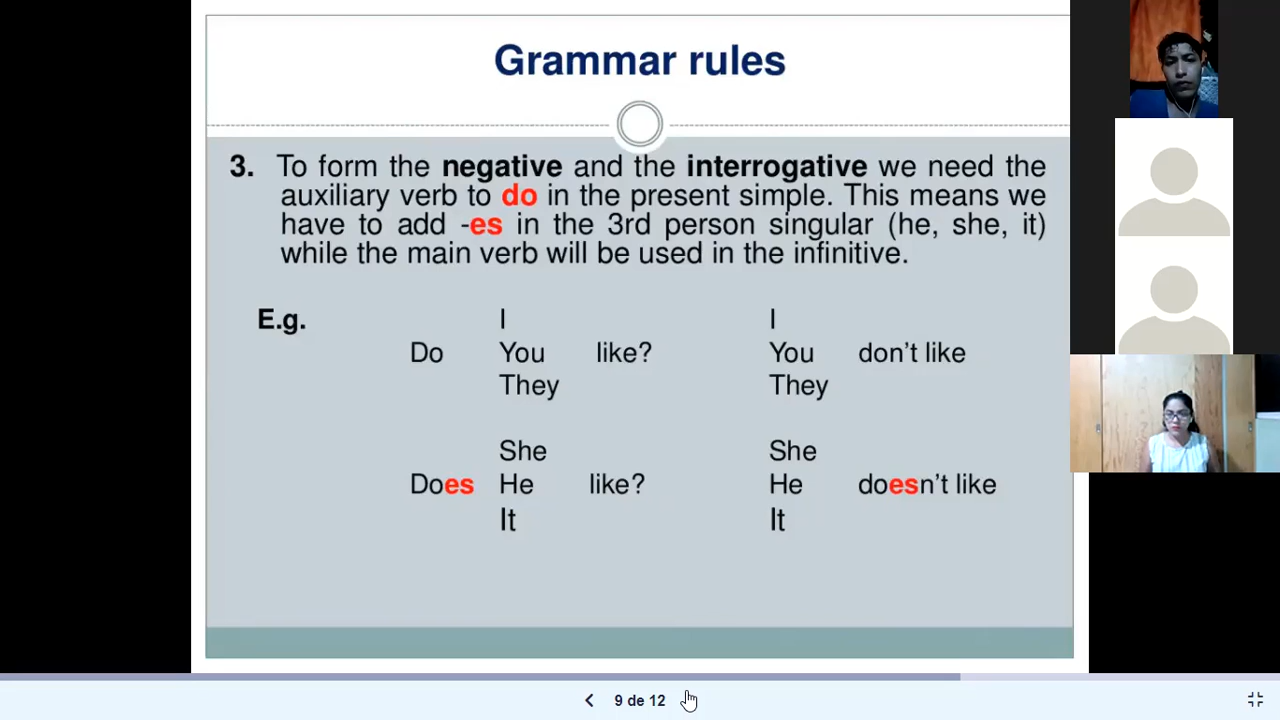 Grammar rules
3. To form the negative and the interrogative we need the
auxiliary verb to do in the present simple. This means we
have to add -es in the 3rd person singular (he, she, it)
while the main verb will be used in the infinitive.
E.g. I I
Do You like? You don't like
They They
She She
Does He like? He doesn't like
It It
9 de 12